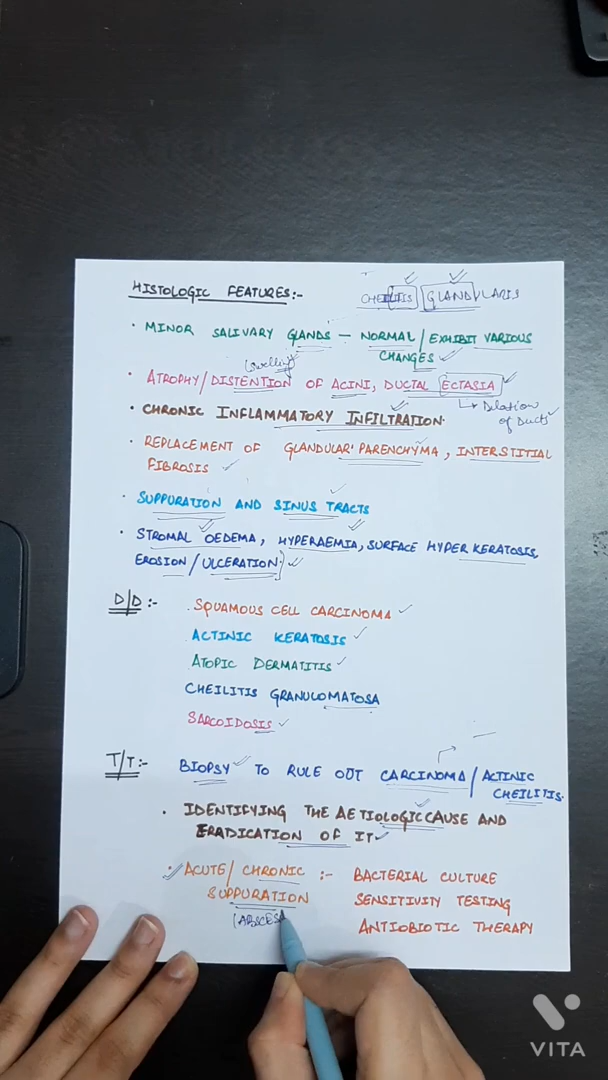 HISTOLOGIC FEATURES:-
CHEILITIS GLANDULARIS
· MINOR SALIVARY GLANDS — NORMAL/EXHIBIT VARIOUS
CHANGES
(swelling)
· ATROPHY/DISTENTION OF ACINI, DUCTAL ECTASIA
→ Dilation
of Ducts
· CHRONIC INFLAMMATORY INFILTRATION.
· REPLACEMENT OF GLANDULAR PARENCHYMA, INTERSTITIAL
FIBROSIS
· SUPPURATION AND SINUS TRACTS
· STROMAL OEDEMA, HYPERAEMIA, SURFACE HYPERKERATOSIS,
EROSION/ULCERATION.
D/D:-
SQUAMOUS CELL CARCINOMA
ACTINIC KERATOSIS
ATOPIC DERMATITIS
CHEILITIS GRANULOMATOSA
SARCOIDOSIS
T/T:-
BIOPSY TO RULE OUT CARCINOMA/ACTINIC
CHEILITIS.
· IDENTIFYING THE AETIOLOGIC CAUSE AND
ERADICATION OF IT
· ACUTE/CHRONIC :- BACTERIAL CULTURE
SUPPURATION SENSITIVITY TESTING
(ABSCESS
ANTIOBIOTIC THERAPY
VITA